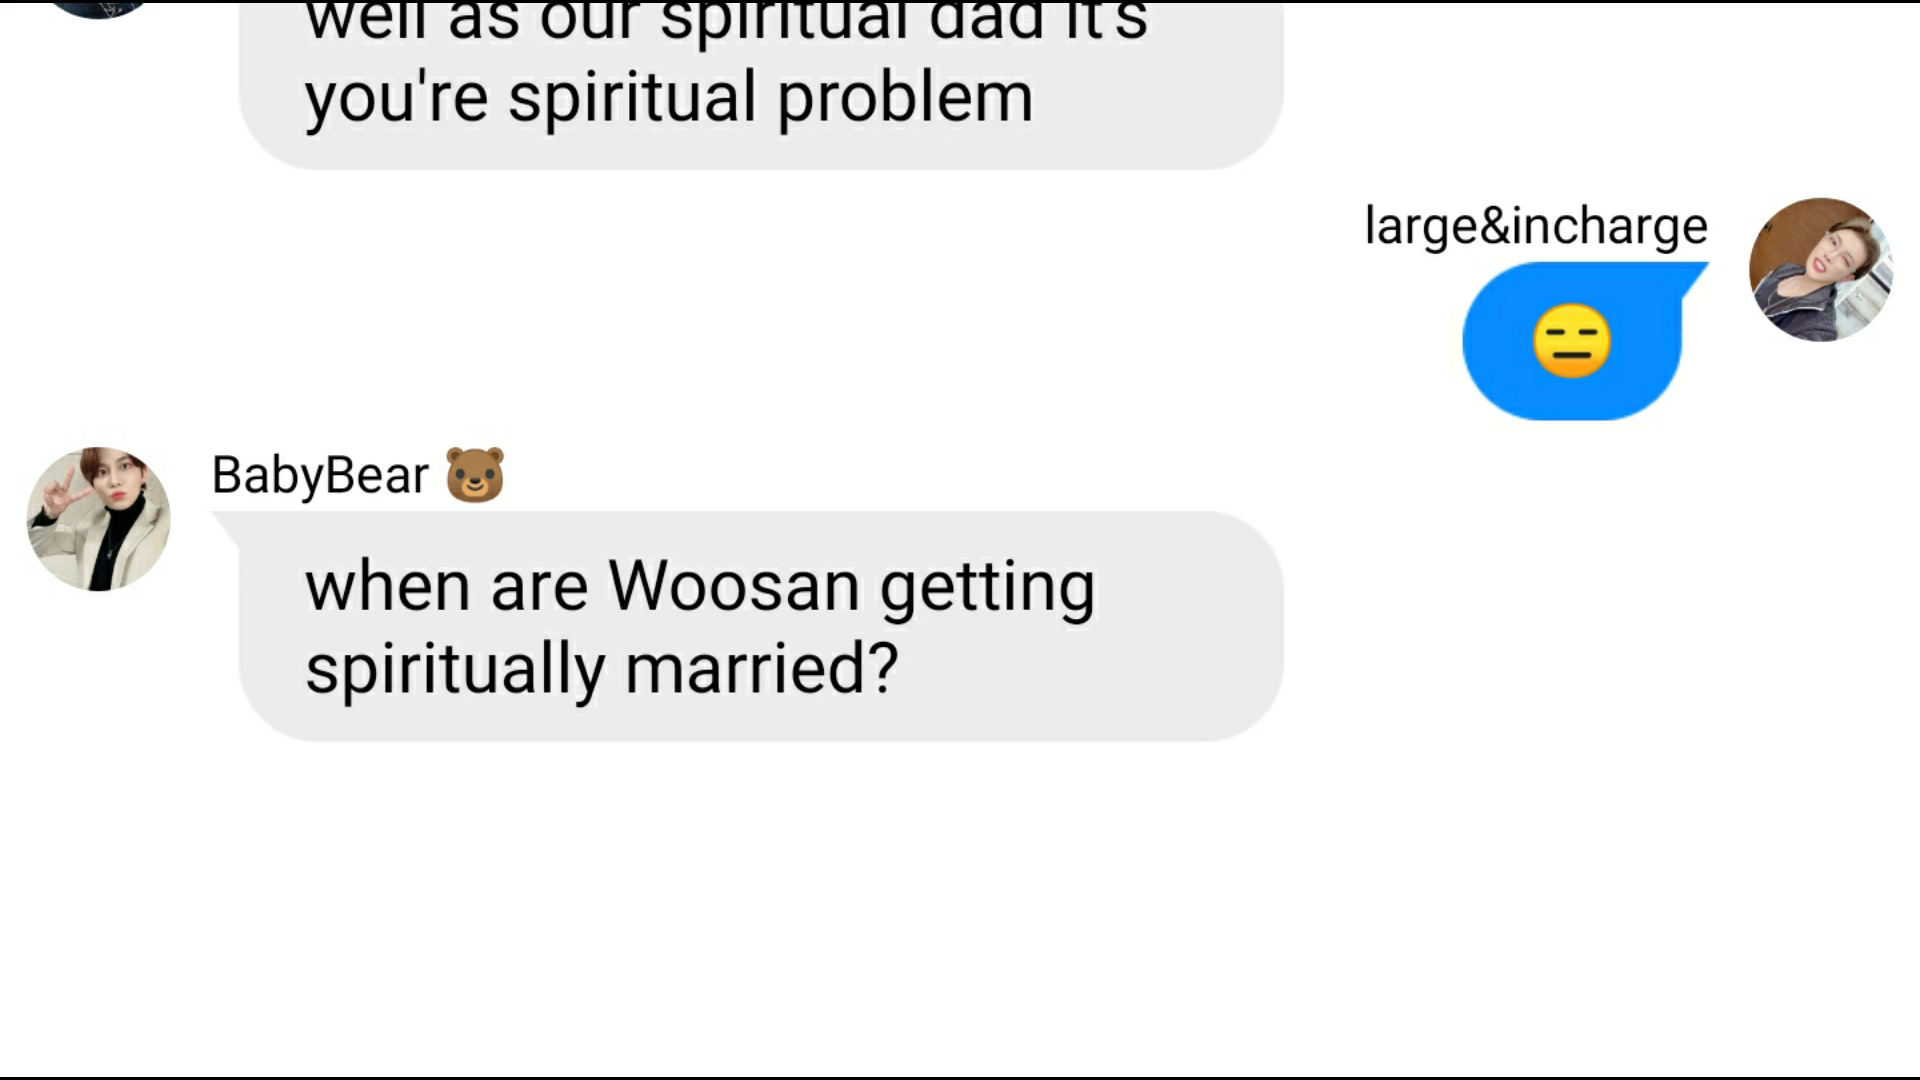 well as our spiritual dad it's
you're spiritual problem
large&incharge
😑
BabyBear 🐻
when are Woosan getting
spiritually married?